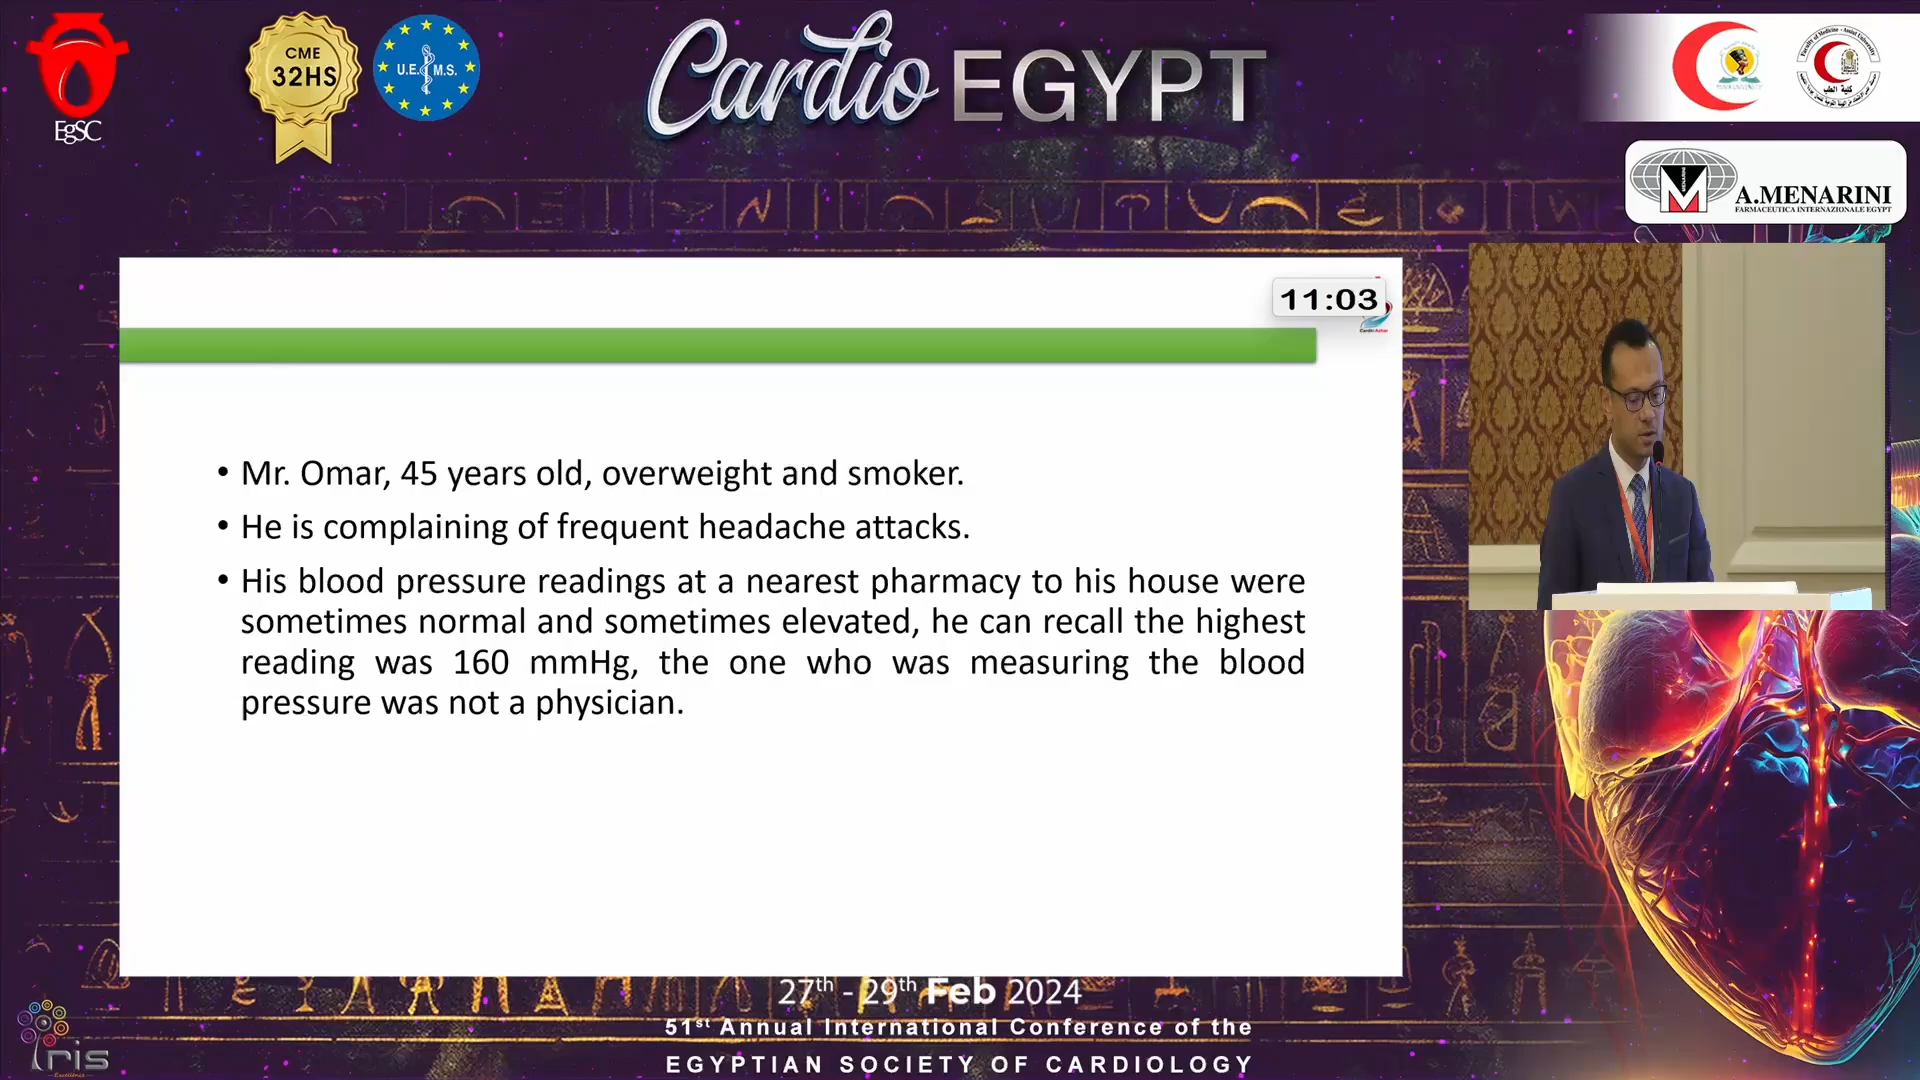 EgSC
CME
32HS
U.E.M.S.
Cardio EGYPT
كلية الطب
MENARINI
A.MENARINI
FARMACEUTICA INTERNAZIONALE EGYPT
11:03
• Mr. Omar, 45 years old, overweight and smoker.
• He is complaining of frequent headache attacks.
• His blood pressure readings at a nearest pharmacy to his house were
sometimes normal and sometimes elevated, he can recall the highest
reading was 160 mmHg, the one who was measuring the blood
pressure was not a physician.
27th - 29th Feb 2024
51st Annual International Conference of the
EGYPTIAN SOCIETY OF CARDIOLOGY
Iris